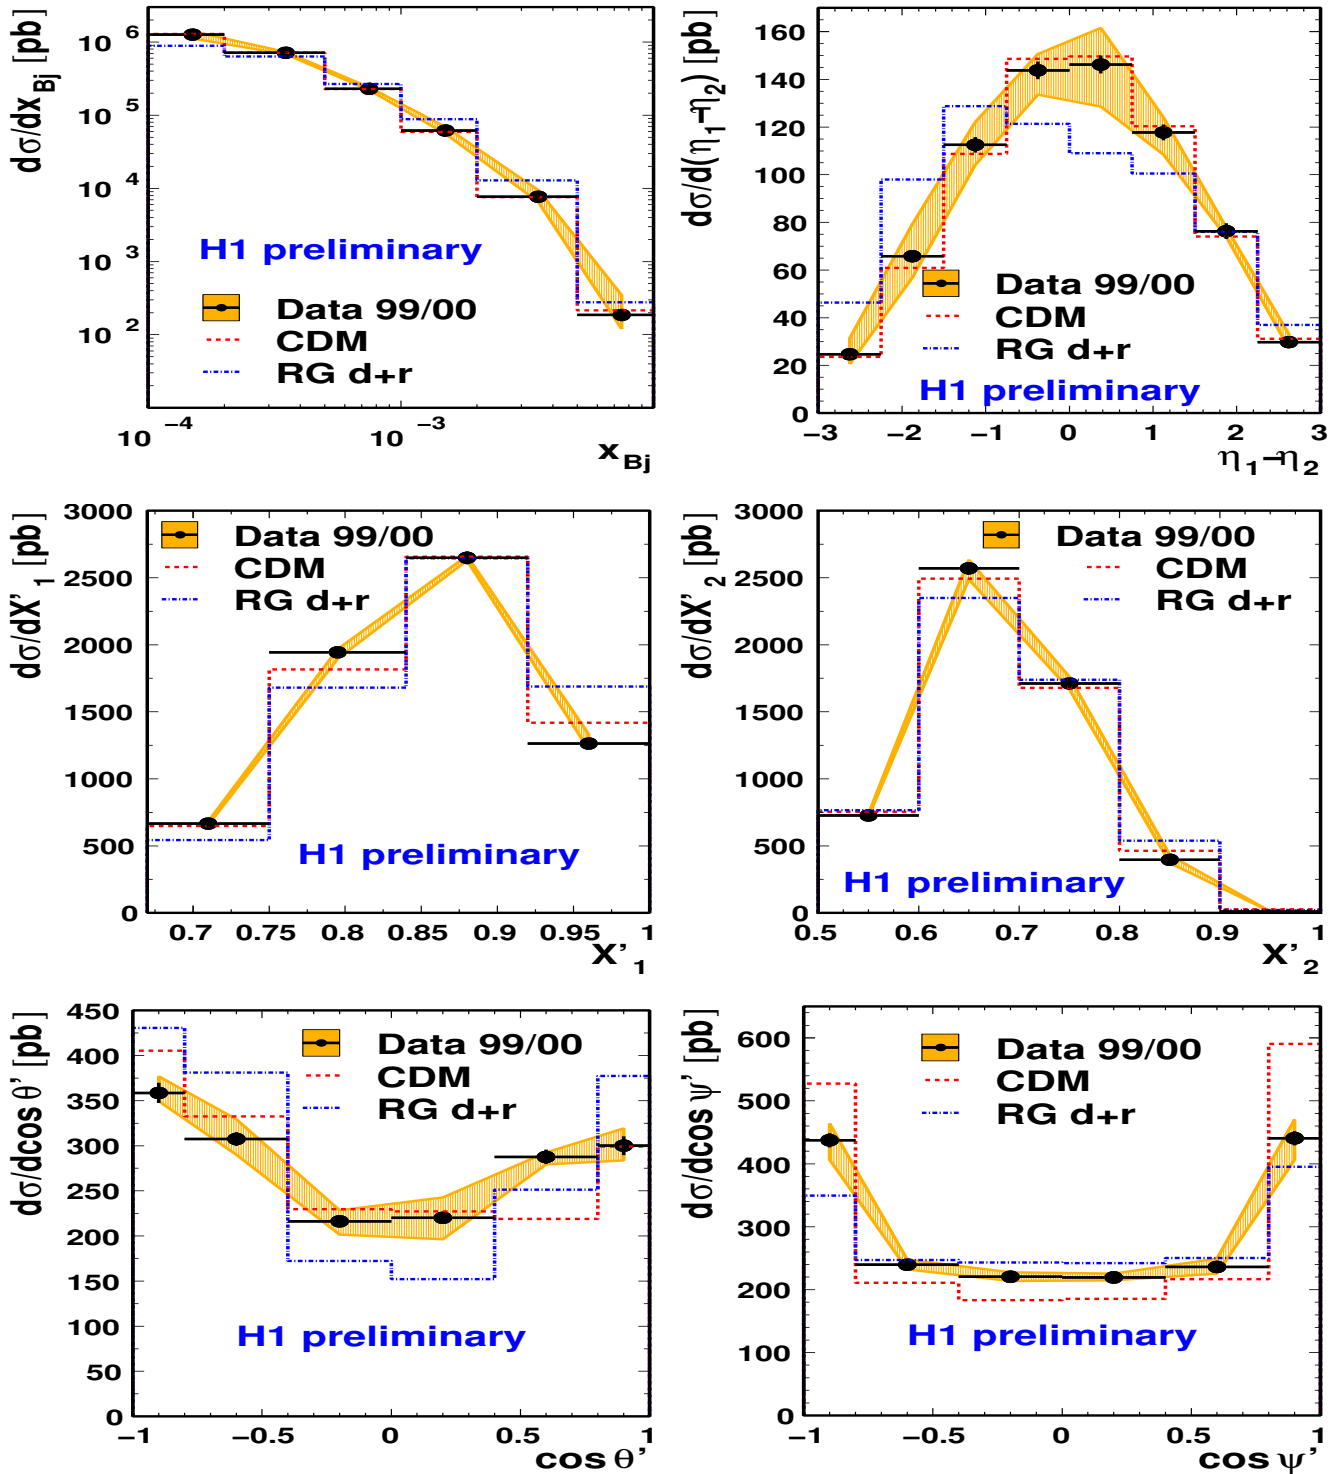 dσ/dx_Bj [pb]
10^6
10^5
10^4
10^3
10^2
H1 preliminary
Data 99/00
CDM
RG d+r
10^−4
10^−3
x_Bj
dσ/d(η_1−η_2) [pb]
160
140
120
100
80
60
40
20
0
Data 99/00
CDM
RG d+r
H1 preliminary
−3 −2 −1 0 1 2 3
η_1−η_2
dσ/dX'_1 [pb]
3000
2500
2000
1500
1000
500
0
Data 99/00
CDM
RG d+r
H1 preliminary
0.7 0.75 0.8 0.85 0.9 0.95 1
X'_1
dσ/dX'_2 [pb]
3000
2500
2000
1500
1000
500
0
Data 99/00
CDM
RG d+r
H1 preliminary
0.5 0.6 0.7 0.8 0.9 1
X'_2
dσ/dcos θ' [pb]
450
400
350
300
250
200
150
100
50
0
Data 99/00
CDM
RG d+r
H1 preliminary
−1 −0.5 0 0.5 1
cos θ'
dσ/dcos ψ' [pb]
600
500
400
300
200
100
0
Data 99/00
CDM
RG d+r
H1 preliminary
−1 −0.5 0 0.5 1
cos ψ'